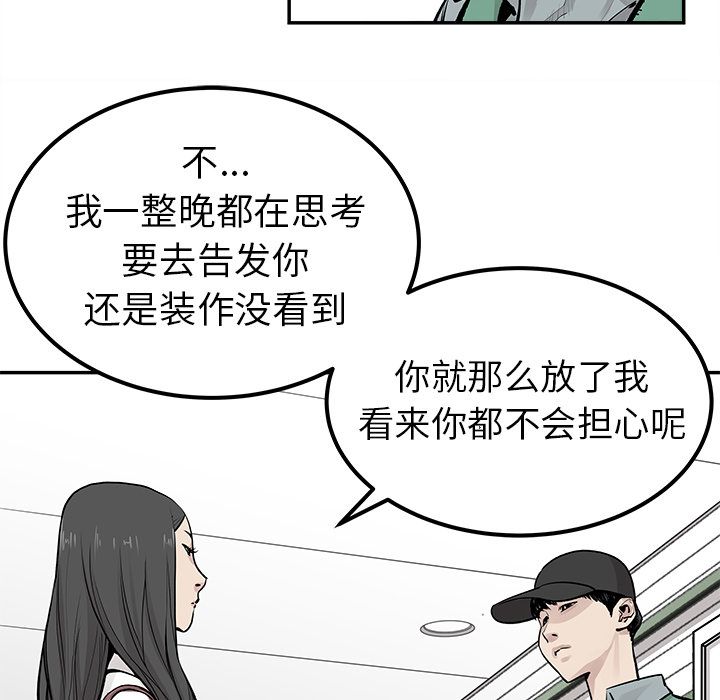 不...
我一整晚都在思考
要去告发你
还是装作没看到
你就那么放了我
看来你都不会担心呢